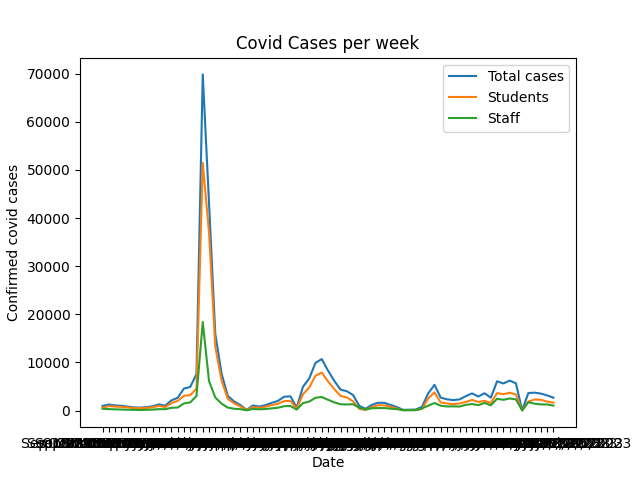 Covid Cases per week
Total cases
Students
Staff
Confirmed covid cases
70000
60000
50000
40000
30000
20000
10000
0
Date